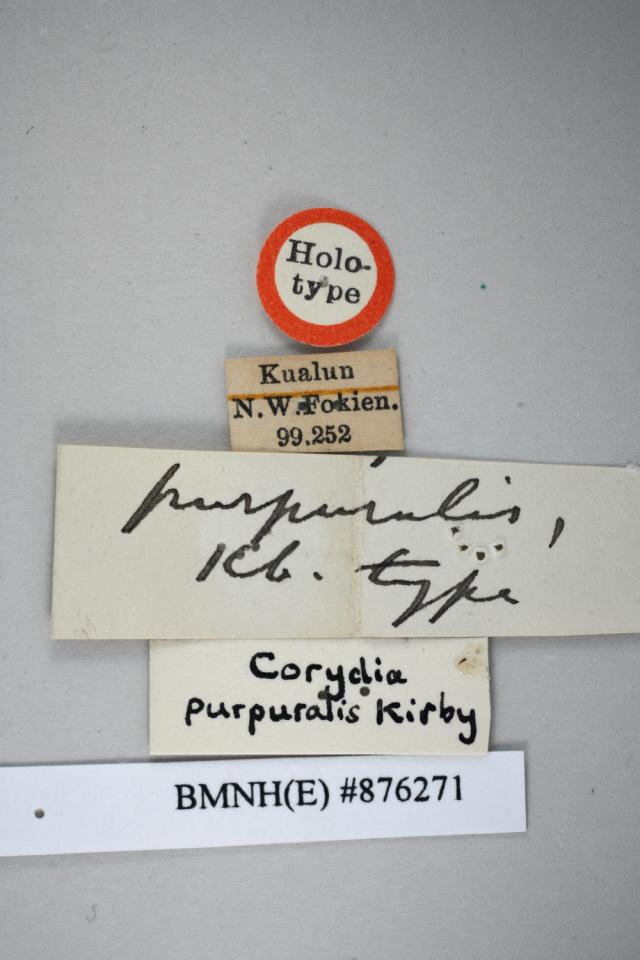 Holo-
type
Kualun
N.W.Fokien.
99.252
purpuralis,
Kb. type
Corydia
purpuralis Kirby
BMNH(E) #876271